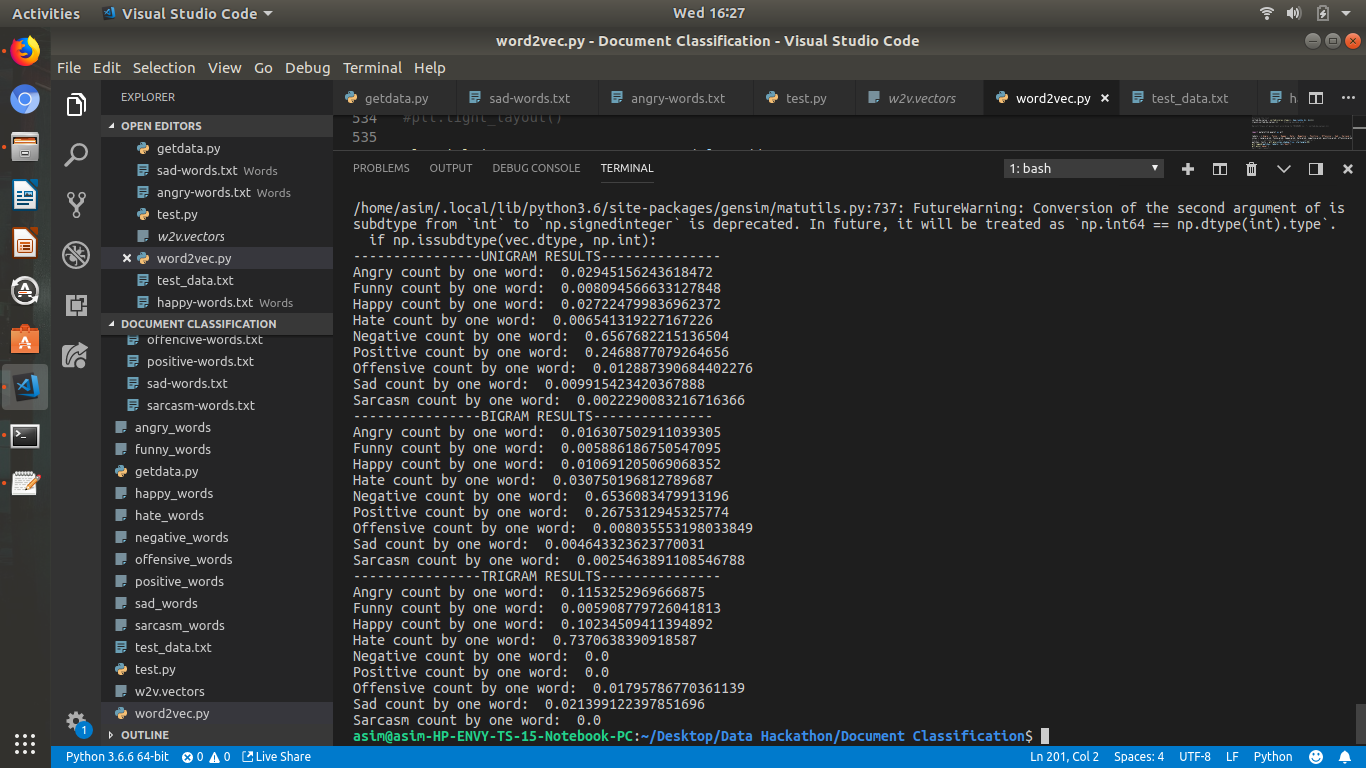 Activities Visual Studio Code Wed 16:27
word2vec.py - Document Classification - Visual Studio Code
File Edit Selection View Go Debug Terminal Help
EXPLORER
OPEN EDITORS
getdata.py
sad-words.txt Words
angry-words.txt Words
test.py
w2v.vectors
word2vec.py
test_data.txt
happy-words.txt Words
DOCUMENT CLASSIFICATION
offencive-words.txt
positive-words.txt
sad-words.txt
sarcasm-words.txt
angry_words
funny_words
getdata.py
happy_words
hate_words
negative_words
offensive_words
positive_words
sad_words
sarcasm_words
test_data.txt
test.py
w2v.vectors
word2vec.py
OUTLINE
getdata.py sad-words.txt angry-words.txt test.py w2v.vectors word2vec.py test_data.txt
534 #plt.tight_layout()
535
PROBLEMS OUTPUT DEBUG CONSOLE TERMINAL 1: bash
/home/asim/.local/lib/python3.6/site-packages/gensim/matutils.py:737: FutureWarning: Conversion of the second argument of is
subdtype from `int` to `np.signedinteger` is deprecated. In future, it will be treated as `np.int64 == np.dtype(int).type`.
if np.issubdtype(vec.dtype, np.int):
----------------UNIGRAM RESULTS---------------
Angry count by one word:  0.02945156243618472
Funny count by one word:  0.008094566633127848
Happy count by one word:  0.027224799836962372
Hate count by one word:  0.006541319227167226
Negative count by one word:  0.6567682215136504
Positive count by one word:  0.2468877079264656
Offensive count by one word:  0.012887390684402276
Sad count by one word:  0.009915423420367888
Sarcasm count by one word:  0.0022290083216716366
----------------BIGRAM RESULTS---------------
Angry count by one word:  0.016307502911039305
Funny count by one word:  0.005886186750547095
Happy count by one word:  0.010691205069068352
Hate count by one word:  0.030750196812789687
Negative count by one word:  0.6536083479913196
Positive count by one word:  0.2675312945325774
Offensive count by one word:  0.008035553198033849
Sad count by one word:  0.004643323623770031
Sarcasm count by one word:  0.0025463891108546788
----------------TRIGRAM RESULTS---------------
Angry count by one word:  0.1153252969666875
Funny count by one word:  0.005908779726041813
Happy count by one word:  0.10234509411394892
Hate count by one word:  0.7370638390918587
Negative count by one word:  0.0
Positive count by one word:  0.0
Offensive count by one word:  0.01795786770361139
Sad count by one word:  0.021399122397851696
Sarcasm count by one word:  0.0
asim@asim-HP-ENVY-TS-15-Notebook-PC:~/Desktop/Data Hackathon/Document Classification$
1
Python 3.6.6 64-bit 0 0 Live Share Ln 201, Col 2 Spaces: 4 UTF-8 LF Python